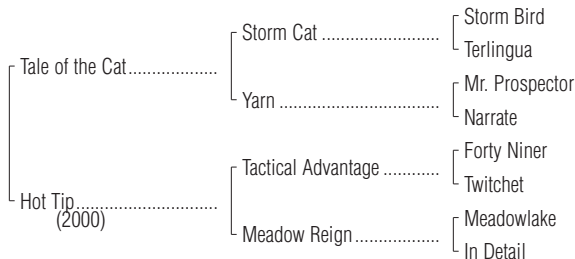 Storm Bird
Storm Cat ........................
Terlingua
Tale of the Cat..................
Mr. Prospector
Yarn .................................
Narrate
Forty Niner
Tactical Advantage ............
Twitchet
Hot Tip.............................
(2000)
Meadowlake
Meadow Reign..................
In Detail